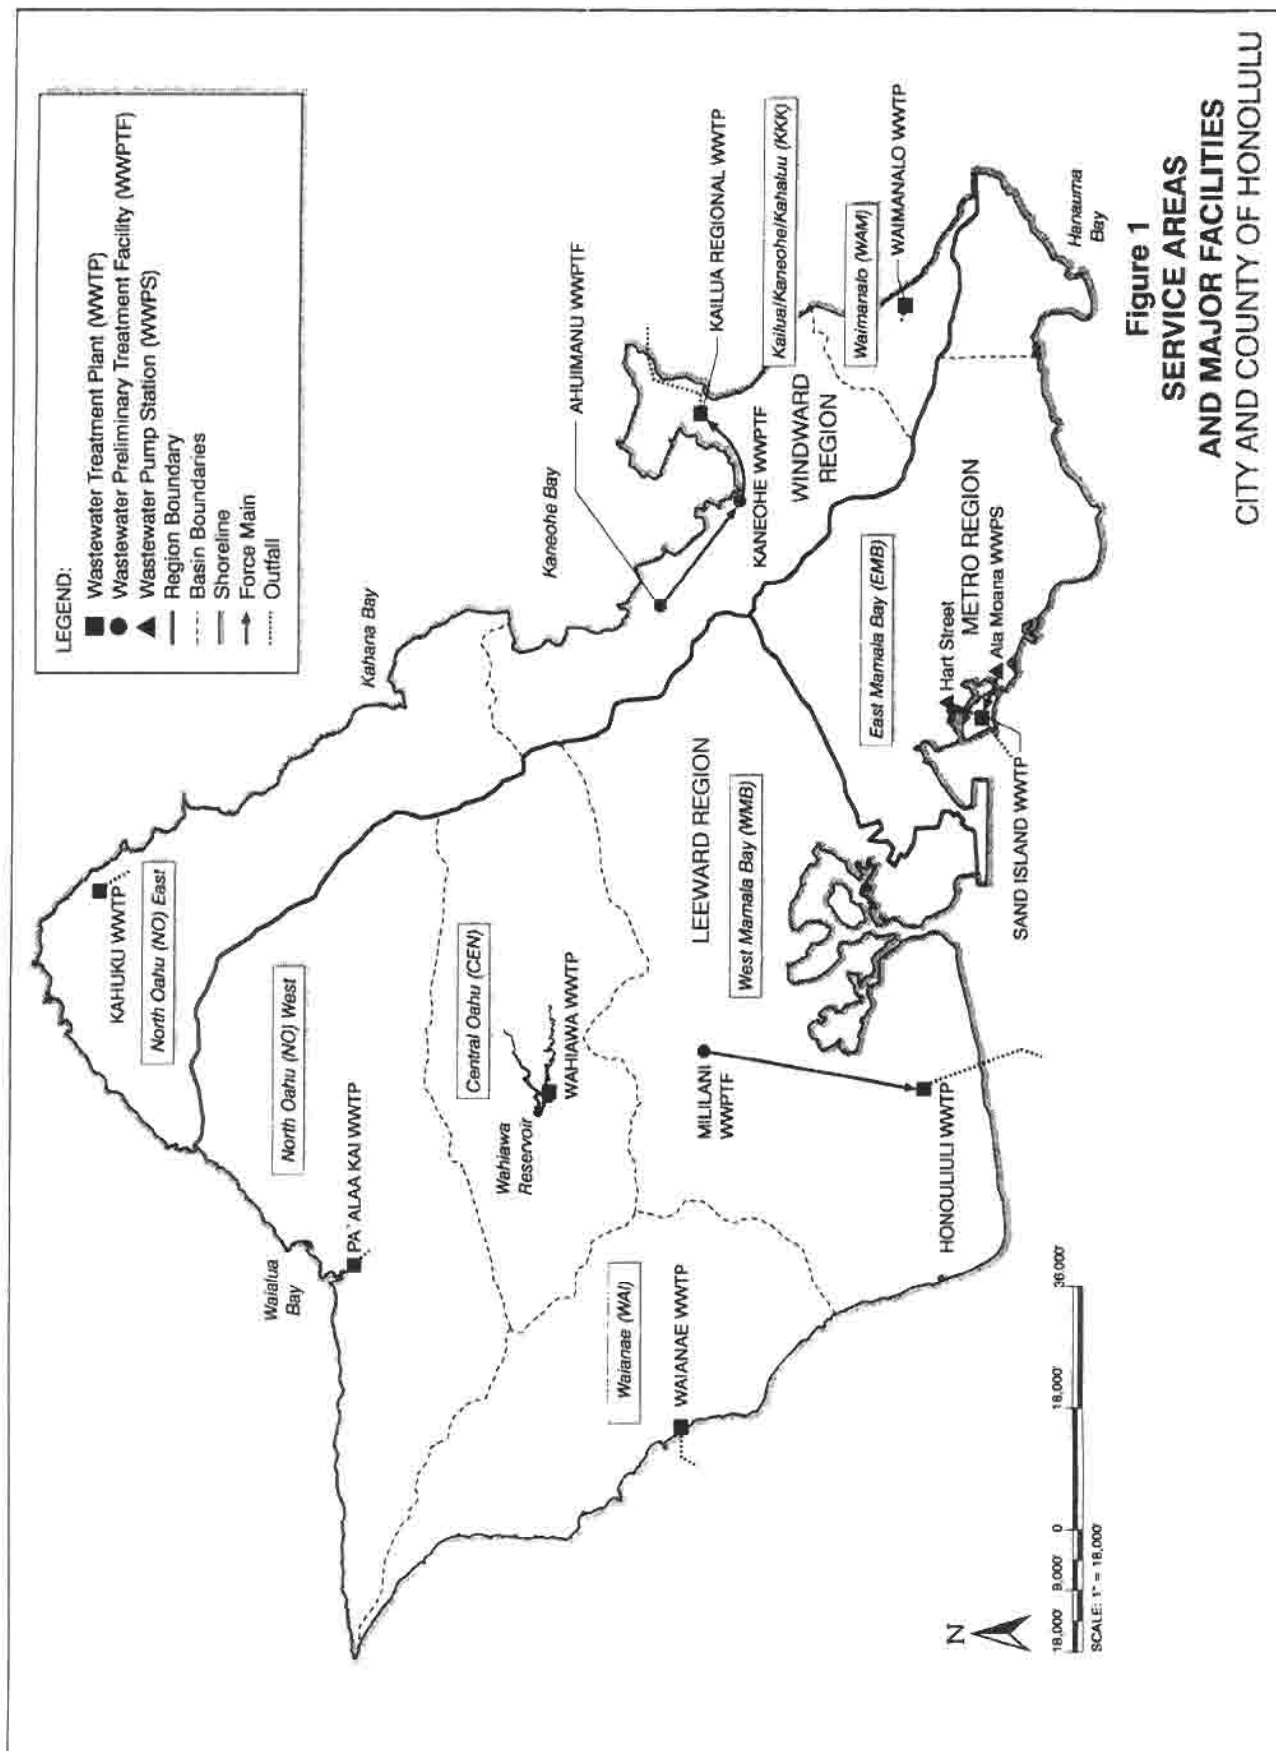 LEGEND:
Wastewater Treatment Plant (WWTP)
Wastewater Preliminary Treatment Facility (WWPTF)
Wastewater Pump Station (WWPS)
Region Boundary
Basin Boundaries
Shoreline
Force Main
Outfall
KAHUKU WWTP
North Oahu (NO) East
Kahana Bay
Kaneohe Bay
AHUIMANU WWPTF
KAILUA REGIONAL WWTP
Kailua/Kaneohe/Kahaluu (KKK)
KANEOHE WWPTF
WINDWARD
REGION
Waimanalo (WAM)
WAIMANALO WWTP
Hanauma
Bay
North Oahu (NO) West
Waialua
Bay
PA`ALAA KAI WWTP
Central Oahu (CEN)
Wahiawa
Reservoir
WAHIAWA WWTP
LEEWARD REGION
West Mamala Bay (WMB)
East Mamala Bay (EMB)
METRO REGION
Hart Street
Ala Moana WWPS
SAND ISLAND WWTP
MILILANI
WWPTF
HONOULIULI WWTP
Waianae (WAI)
WAIANAE WWTP
N
18,000' 9,000' 0 18,000' 36,000'
SCALE: 1" = 18,000'
Figure 1
SERVICE AREAS
AND MAJOR FACILITIES
CITY AND COUNTY OF HONOLULU